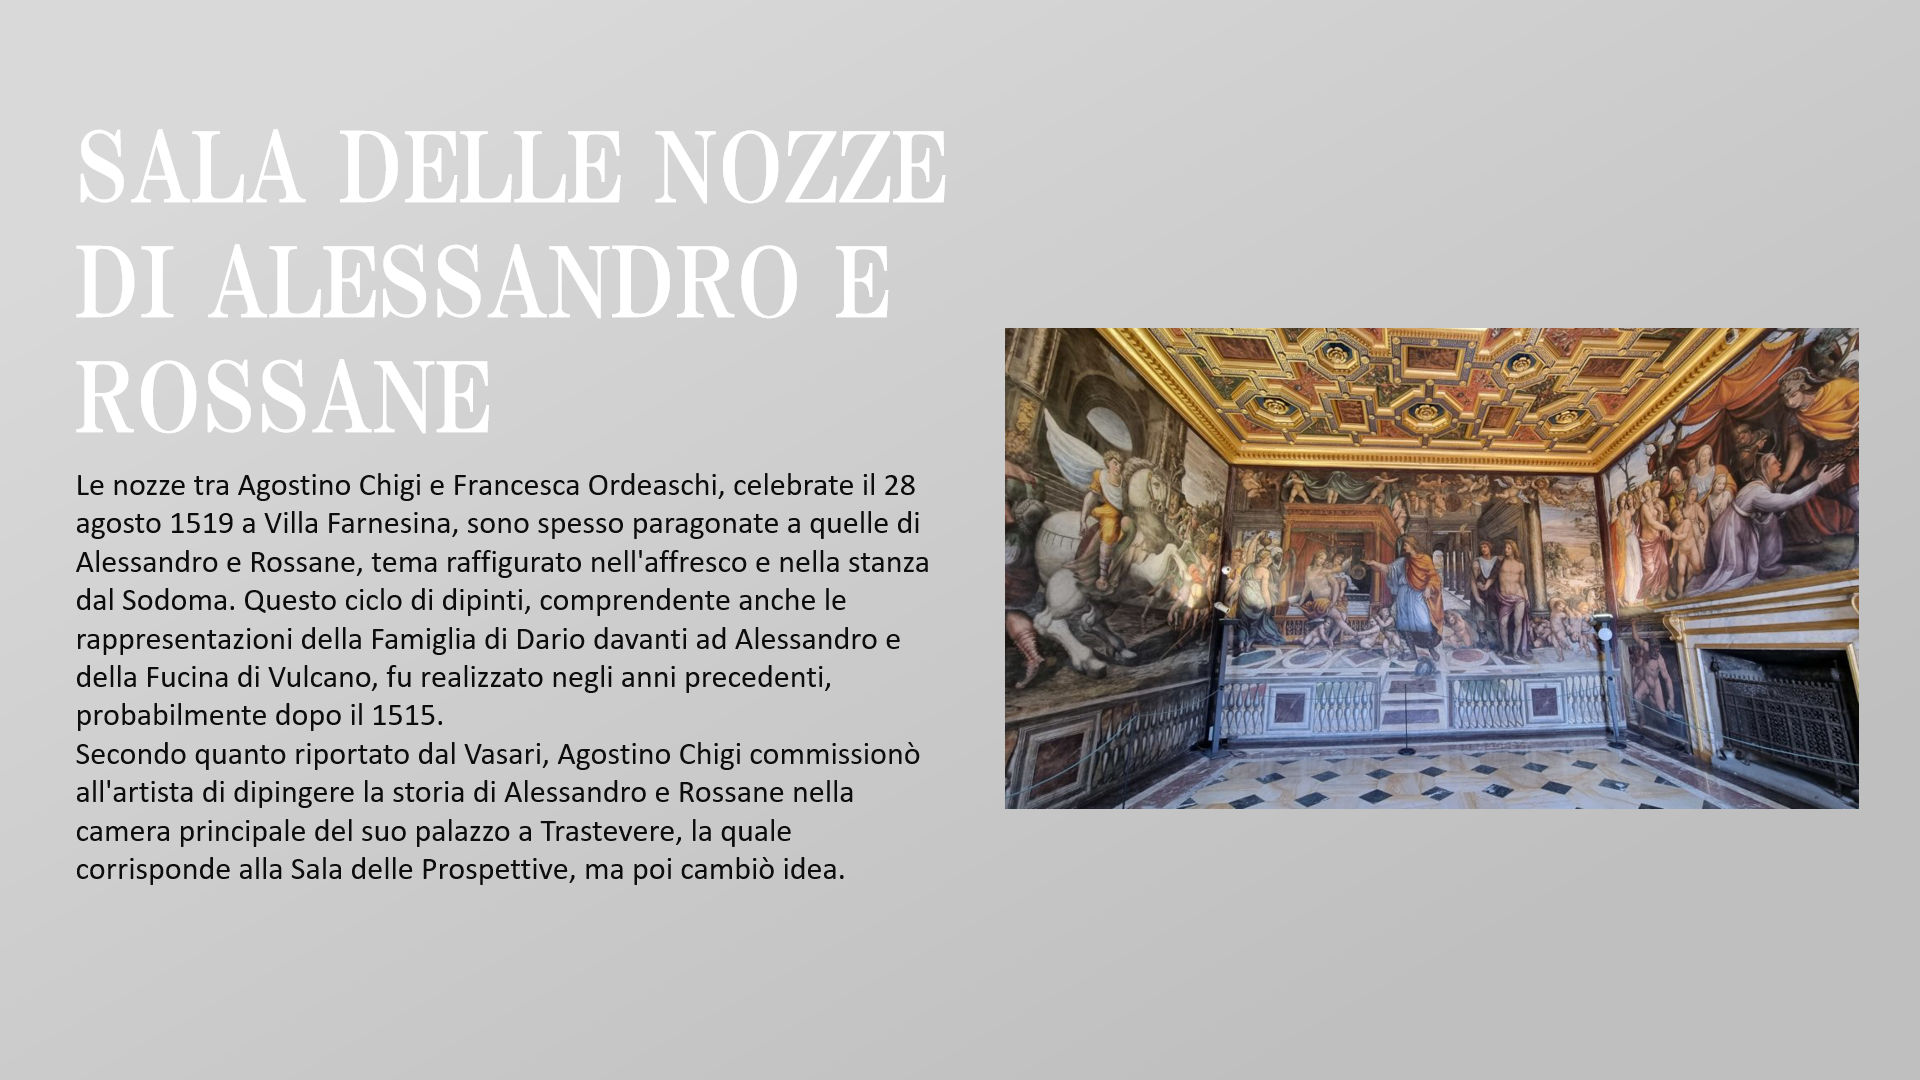 SALA DELLE NOZZE
DI ALESSANDRO E
ROSSANE
Le nozze tra Agostino Chigi e Francesca Ordeaschi, celebrate il 28
agosto 1519 a Villa Farnesina, sono spesso paragonate a quelle di
Alessandro e Rossane, tema raffigurato nell'affresco e nella stanza
dal Sodoma. Questo ciclo di dipinti, comprendente anche le
rappresentazioni della Famiglia di Dario davanti ad Alessandro e
della Fucina di Vulcano, fu realizzato negli anni precedenti,
probabilmente dopo il 1515.
Secondo quanto riportato dal Vasari, Agostino Chigi commissionò
all'artista di dipingere la storia di Alessandro e Rossane nella
camera principale del suo palazzo a Trastevere, la quale
corrisponde alla Sala delle Prospettive, ma poi cambiò idea.